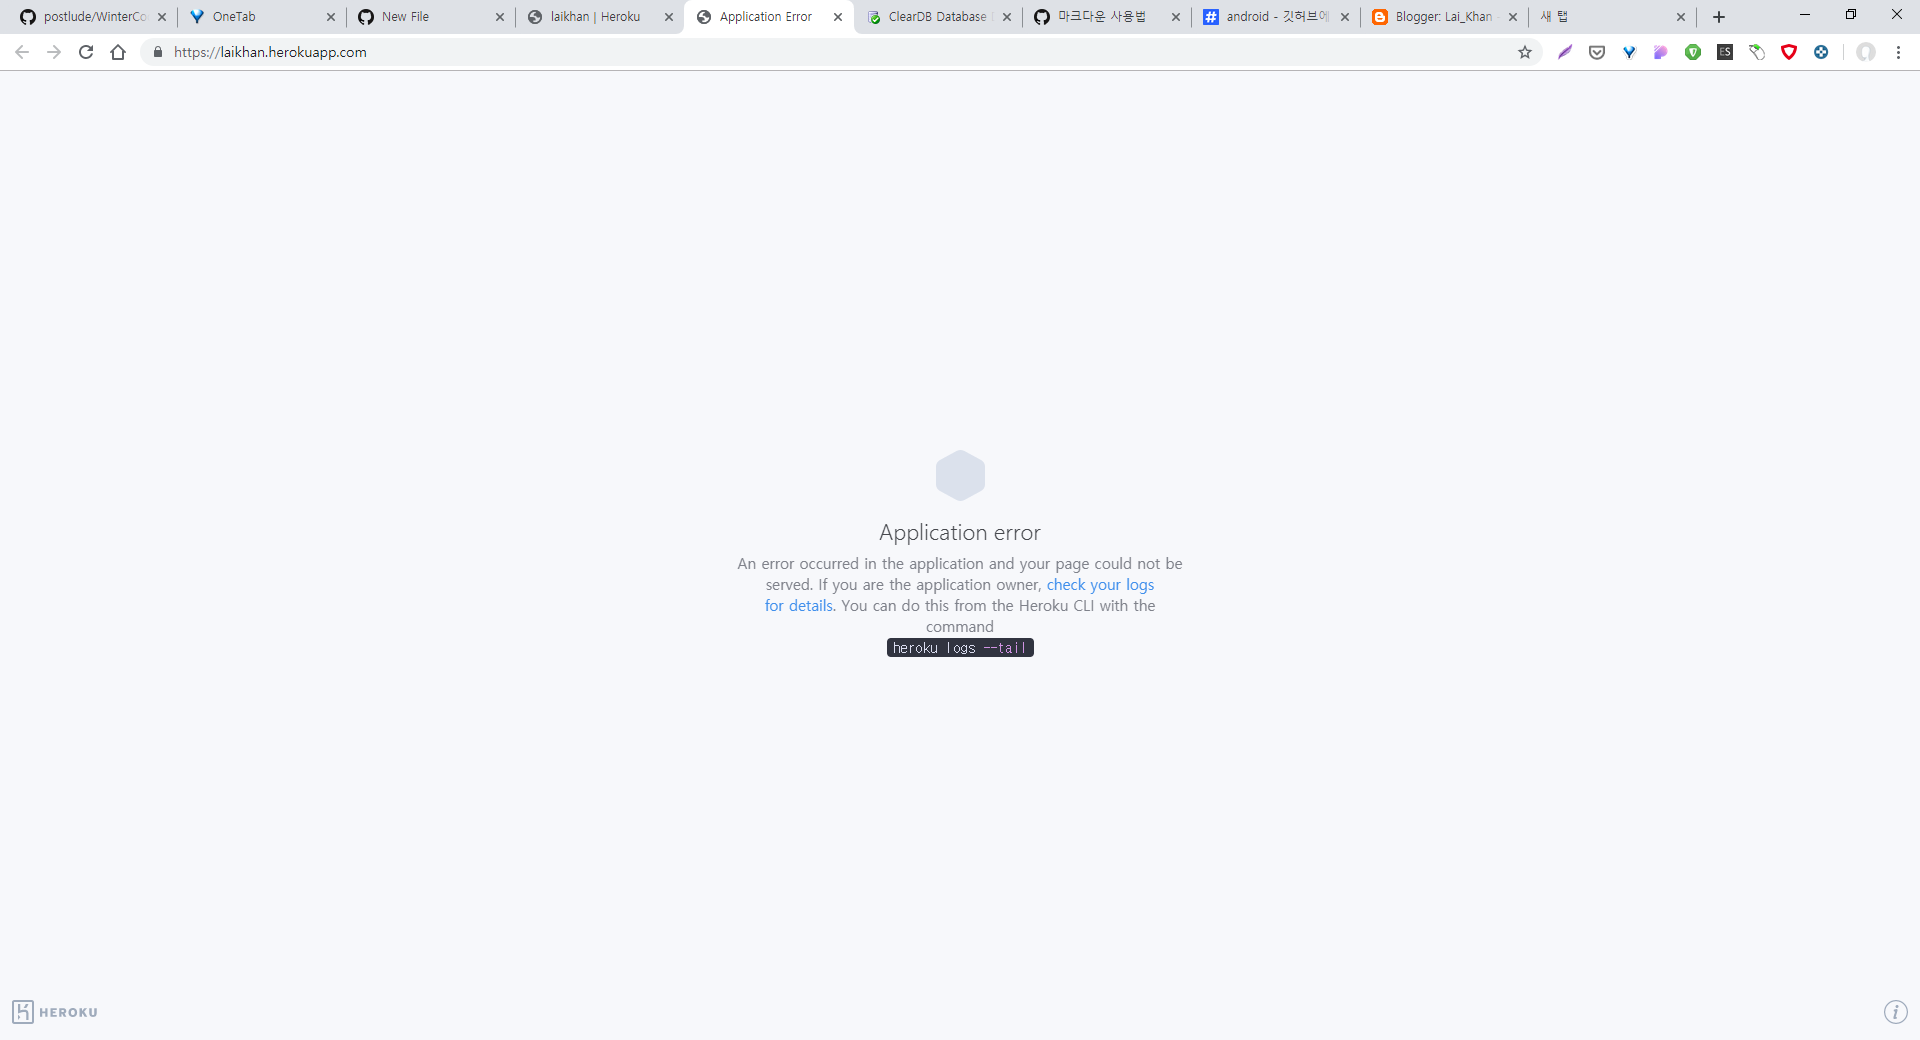 postlude/WinterCo
OneTab
New File
laikhan | Heroku
Application Error
ClearDB Database
마크다운 사용법
android - 깃허브에
Blogger: Lai_Khan
새 탭
https://laikhan.herokuapp.com
ES
Application error
An error occurred in the application and your page could not be
served. If you are the application owner, check your logs
for details. You can do this from the Heroku CLI with the
command
heroku logs --tail
HEROKU
i